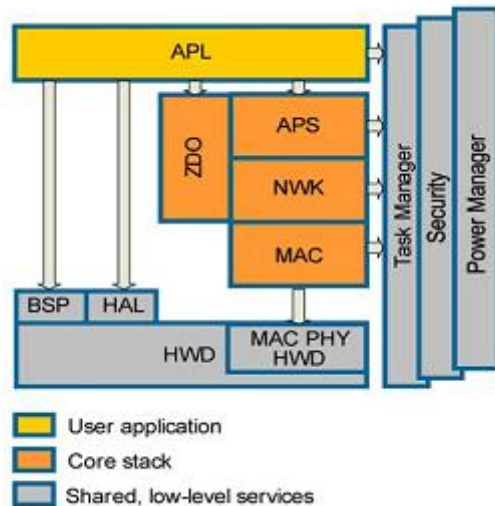 APL
ZDO
APS
NWK
MAC
Task Manager
Security
Power Manager
BSP
HAL
HWD
MAC PHY
HWD
User application
Core stack
Shared, low-level services